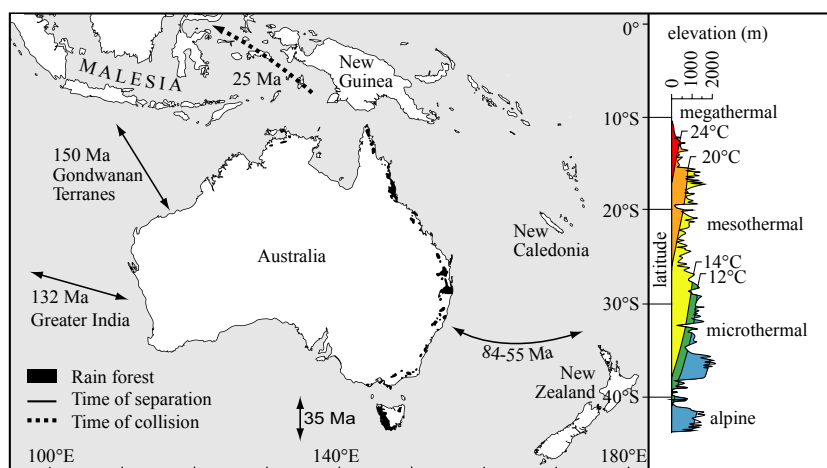 MALESIA
25 Ma
New
Guinea
150 Ma
Gondwanan
Terranes
132 Ma
Greater India
Australia
New
Caledonia
84-55 Ma
New
Zealand
35 Ma
Rain forest
Time of separation
Time of collision
100°E
140°E
180°E
0°
10°S
20°S
30°S
40°S
latitude
elevation (m)
0
1000
2000
megathermal
24°C
20°C
mesothermal
14°C
12°C
microthermal
alpine